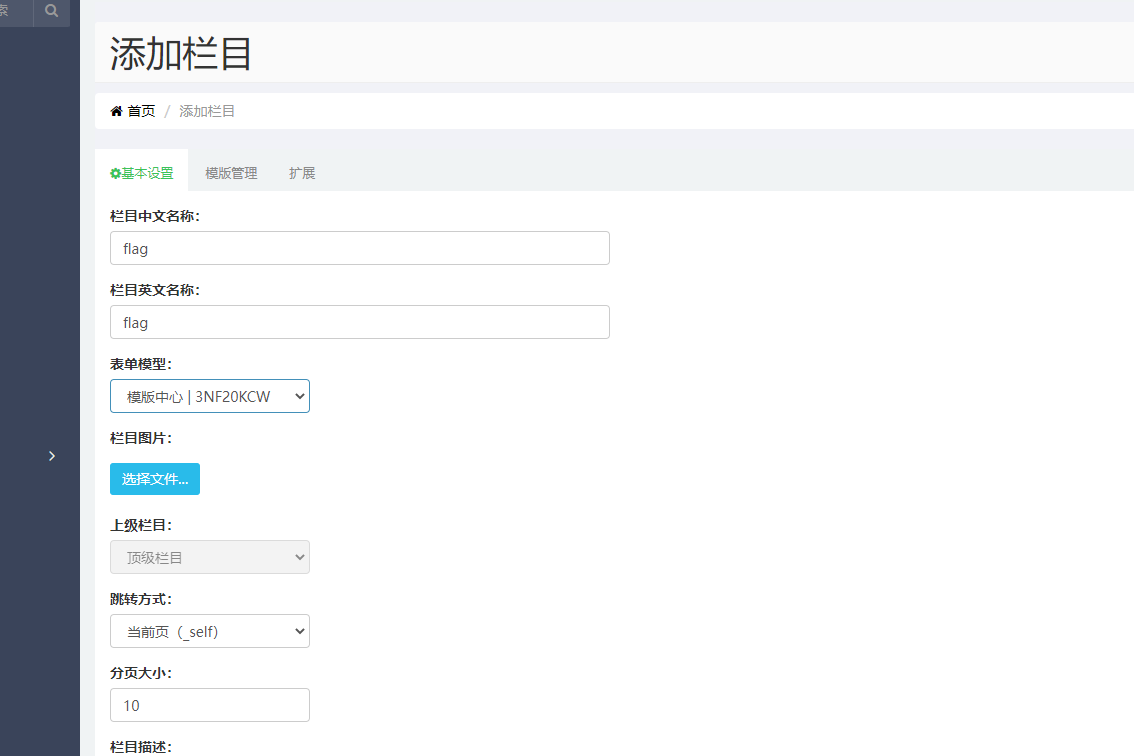 索
添加栏目
首页 / 添加栏目
基本设置 模版管理 扩展
栏目中文名称：
flag
栏目英文名称：
flag
表单模型：
模版中心 | 3NF20KCW
栏目图片：
选择文件...
上级栏目：
顶级栏目
跳转方式：
当前页（_self）
分页大小：
10
栏目描述：